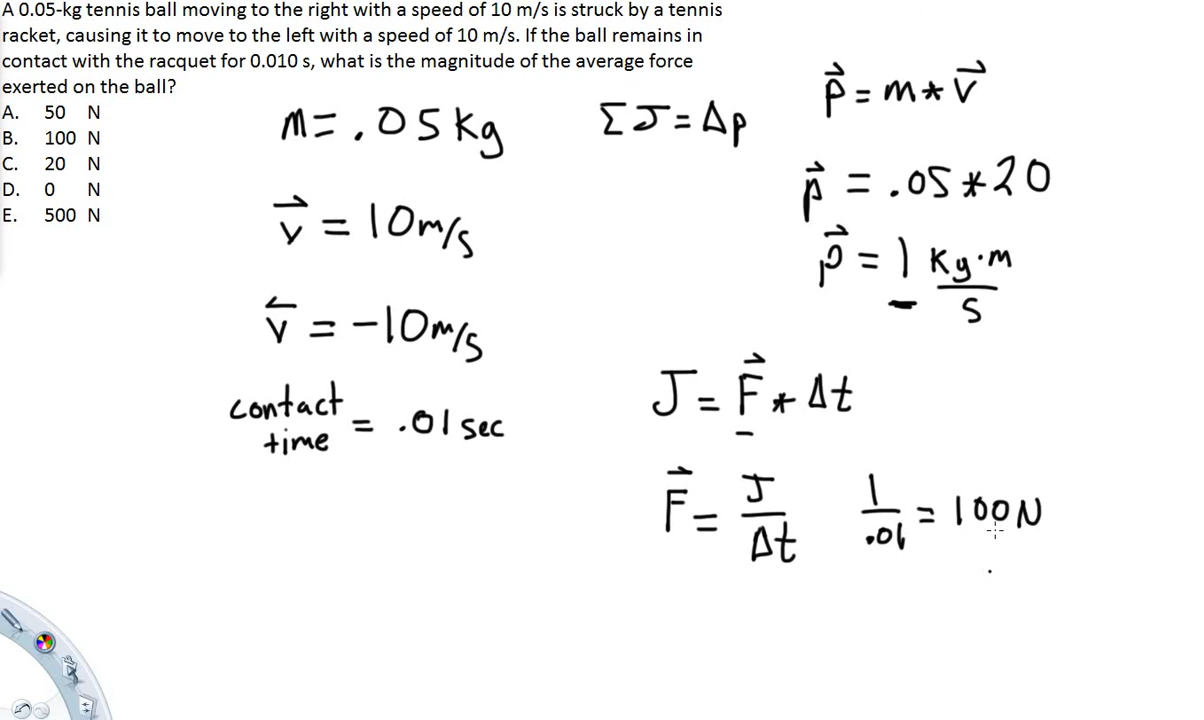 A 0.05-kg tennis ball moving to the right with a speed of 10 m/s is struck by a tennis
racket, causing it to move to the left with a speed of 10 m/s. If the ball remains in
contact with the racquet for 0.010 s, what is the magnitude of the average force
exerted on the ball?
A. 50 N
B. 100 N
C. 20 N
D. 0 N
E. 500 N
m = .05 kg
v⃗ = 10 m/s
v⃖ = -10 m/s
contact time = .01 sec
ΣJ = Δp
p⃗ = m * v⃗
p⃗ = .05 * 20
p⃗ = 1 kg·m/s
J = F⃗ * Δt
F⃗ = J/Δt 1/.01 = 100 N